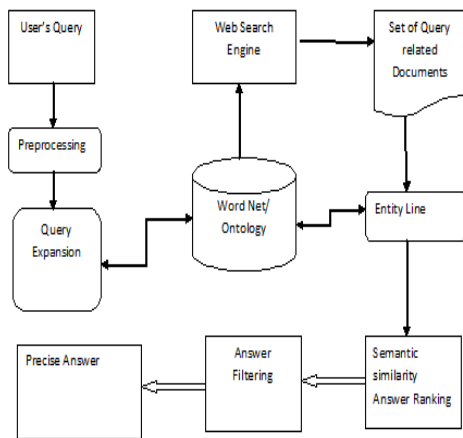 User's Query
Web Search
Engine
Set of Query
related
Documents
Preprocessing
Word Net/
Ontology
Entity Line
Query
Expansion
Precise Answer
Answer
Filtering
Semantic
similarity
Answer Ranking